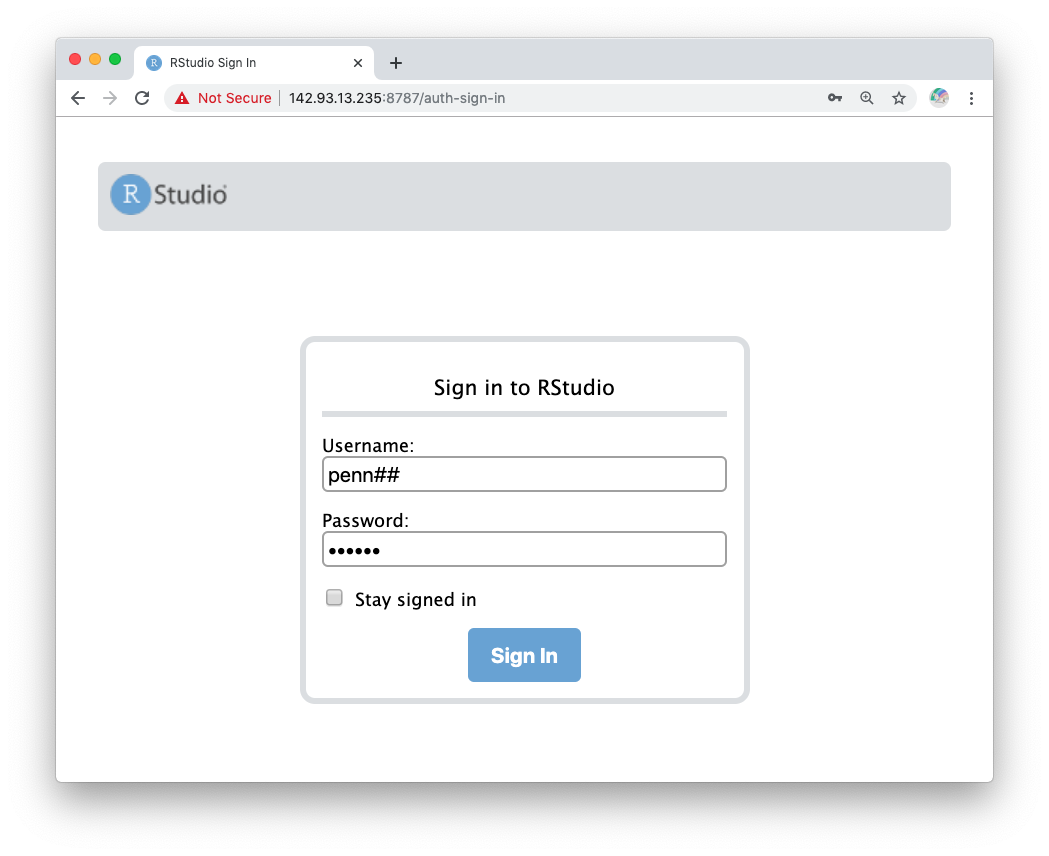 RStudio Sign In
Not Secure 142.93.13.235:8787/auth-sign-in
R Studio®
Sign in to RStudio
Username:
penn##
Password:
••••••
Stay signed in
Sign In